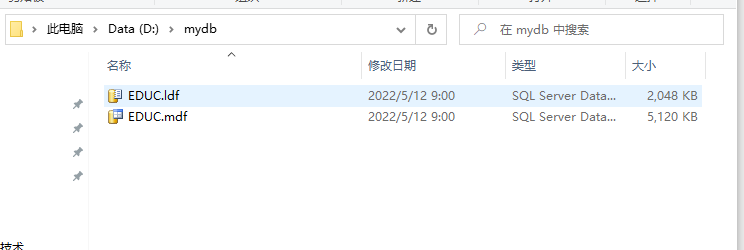 此电脑 > Data (D:) > mydb
在 mydb 中搜索
名称 修改日期 类型 大小
EDUC.ldf 2022/5/12 9:00 SQL Server Data... 2,048 KB
EDUC.mdf 2022/5/12 9:00 SQL Server Data... 5,120 KB
技术